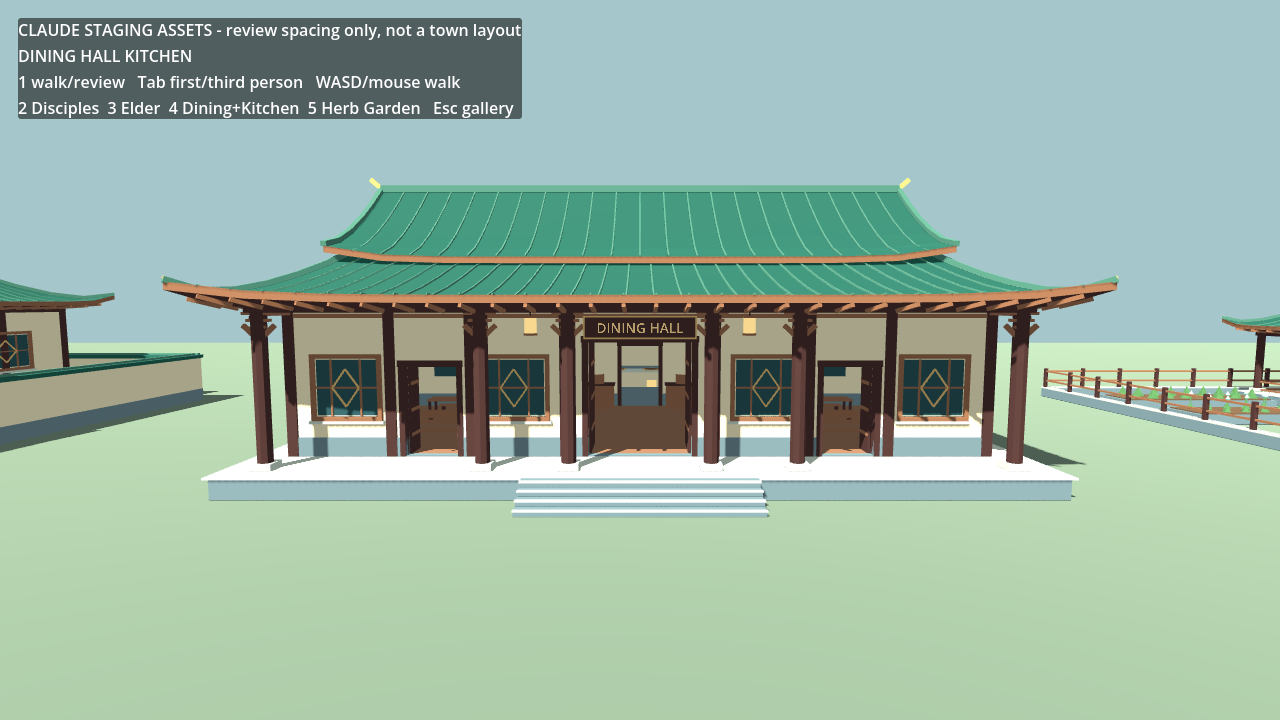 CLAUDE STAGING ASSETS - review spacing only, not a town layout
DINING HALL KITCHEN
1 walk/review   Tab first/third person   WASD/mouse walk
2 Disciples  3 Elder  4 Dining+Kitchen  5 Herb Garden   Esc gallery
DINING HALL